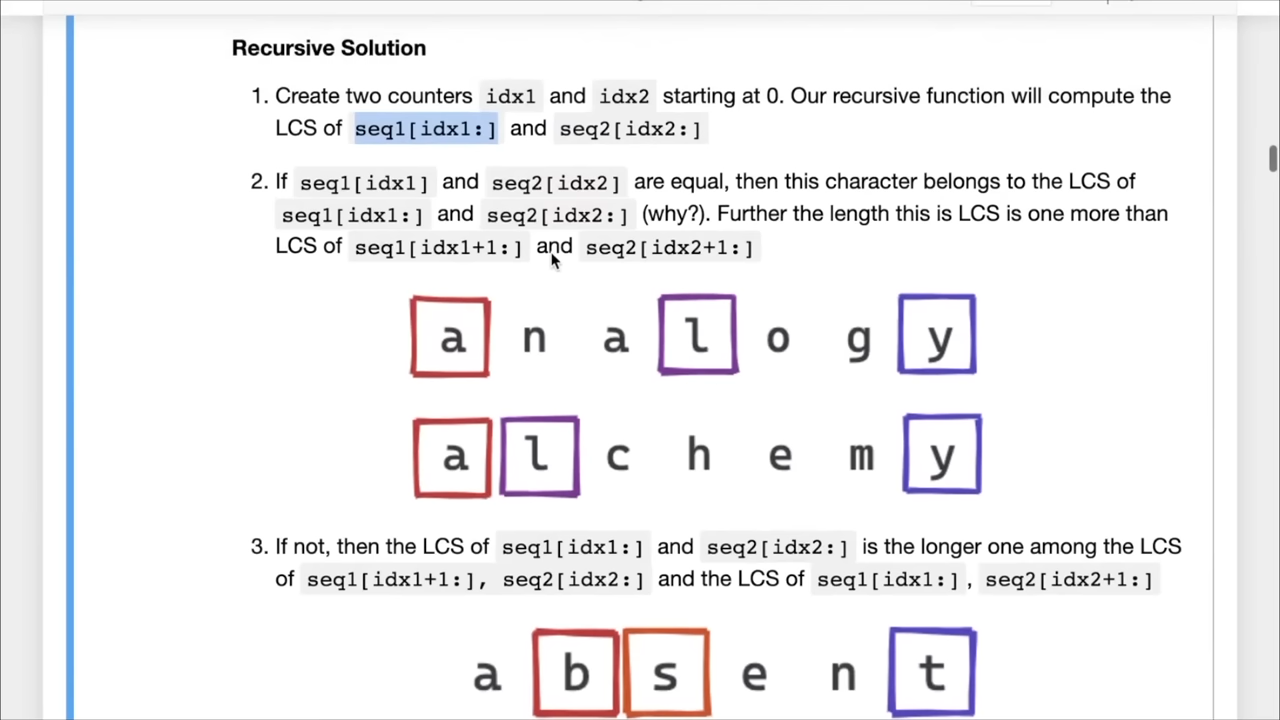 Recursive Solution
1. Create two counters idx1 and idx2 starting at 0. Our recursive function will compute the
LCS of seq1[idx1:] and seq2[idx2:]
2. If seq1[idx1] and seq2[idx2] are equal, then this character belongs to the LCS of
seq1[idx1:] and seq2[idx2:] (why?). Further the length this is LCS is one more than
LCS of seq1[idx1+1:] and seq2[idx2+1:]
a n a l o g y
a l c h e m y
3. If not, then the LCS of seq1[idx1:] and seq2[idx2:] is the longer one among the LCS
of seq1[idx1+1:], seq2[idx2:] and the LCS of seq1[idx1:], seq2[idx2+1:]
a b s e n t